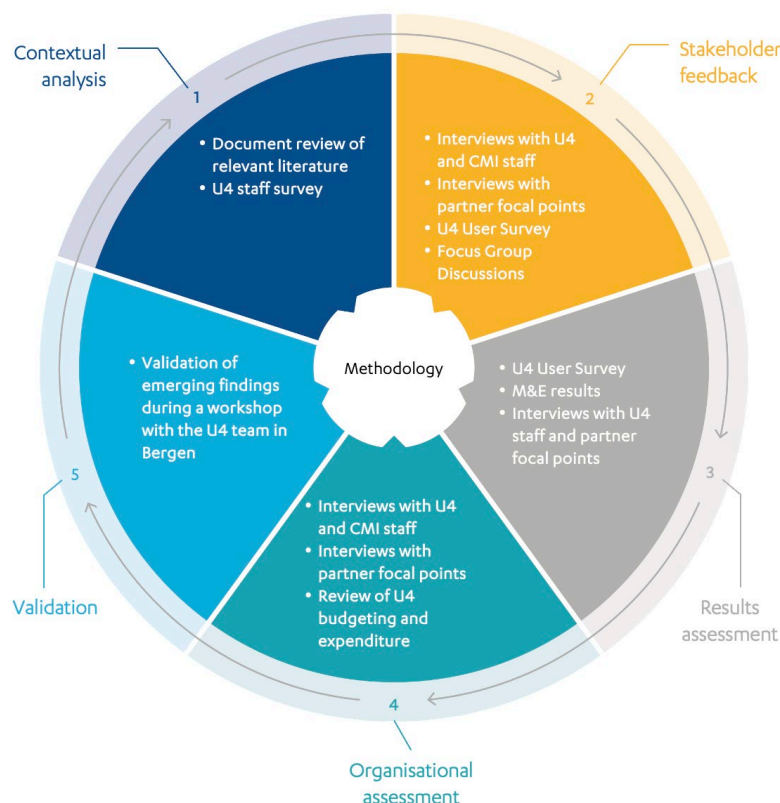 Contextual
analysis
1
• Document review of
relevant literature
• U4 staff survey
2
Stakeholder
feedback
• Interviews with U4
and CMI staff
• Interviews with
partner focal points
• U4 User Survey
• Focus Group
Discussions
Methodology
• U4 User Survey
• M&E results
• Interviews with U4
staff and partner
focal points
3
Results
assessment
• Interviews with U4
and CMI staff
• Interviews with
partner focal points
• Review of U4
budgeting and
expenditure
4
Organisational
assessment
• Validation of
emerging findings
during a workshop
with the U4 team in
Bergen
5
Validation